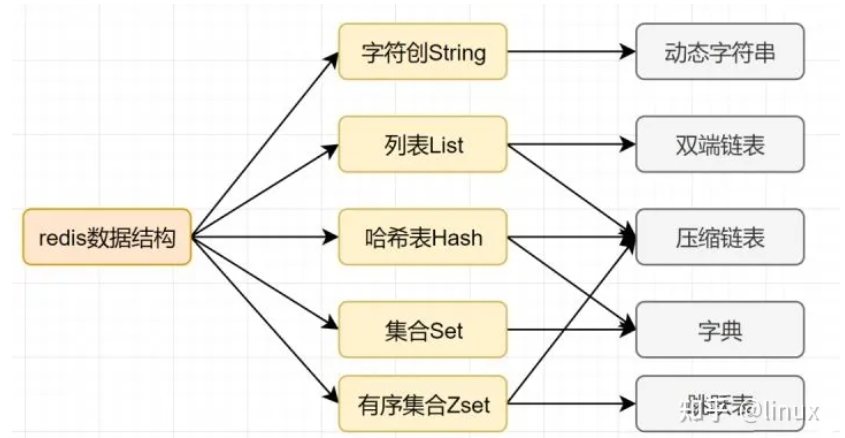 字符创String
动态字符串
列表List
双端链表
redis数据结构
哈希表Hash
压缩链表
集合Set
字典
有序集合Zset
知乎 @linux